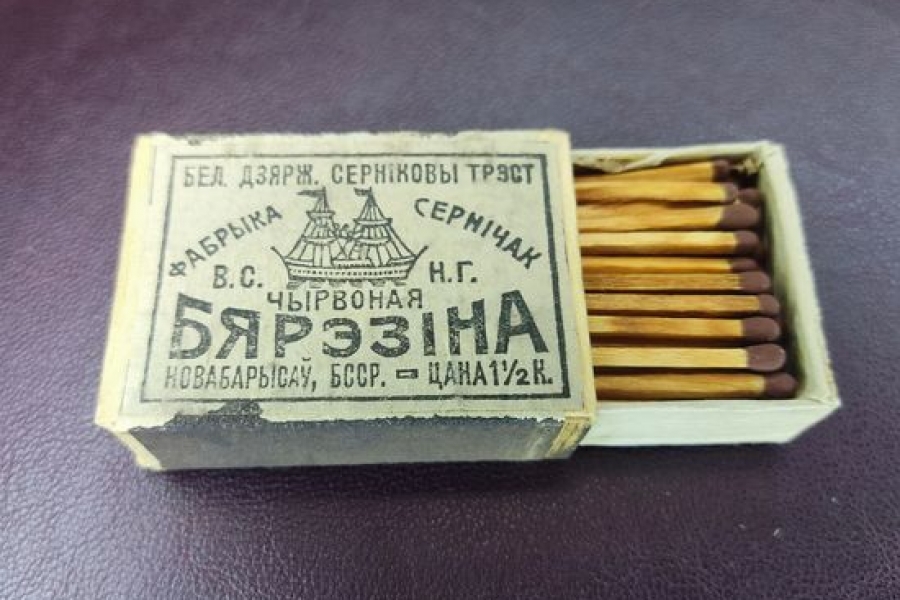 БЕЛ. ДЗЯРЖ. СЕРНІКОВЫ ТРЭСТ
ФАБРЫКА СЕРНІЧАК
В.С. Н.Г.
ЧЫРВОНАЯ
БЯРЭЗІНА
НОВАБАРЫСАЎ, БССР. - ЦАНА 1½ К.